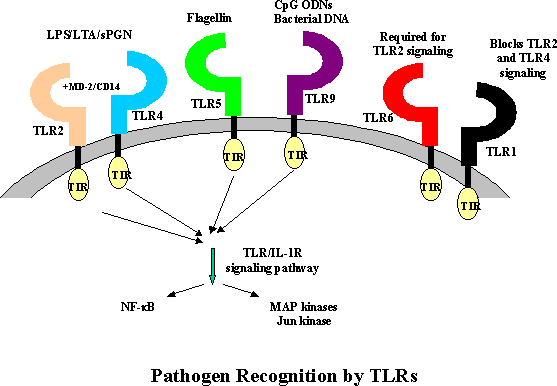 CpG ODNs
Bacterial DNA
Flagellin
LPS/LTA/sPGN
Required for
TLR2 signaling
Blocks TLR2
and TLR4
signaling
+MD-2/CD14
TLR2
TLR4
TLR5
TLR9
TLR6
TLR1
TIR
TIR
TIR
TIR
TIR
TIR
TLR/IL-1R
signaling pathway
NF-κB
MAP kinases
Jun kinase
Pathogen Recognition by TLRs